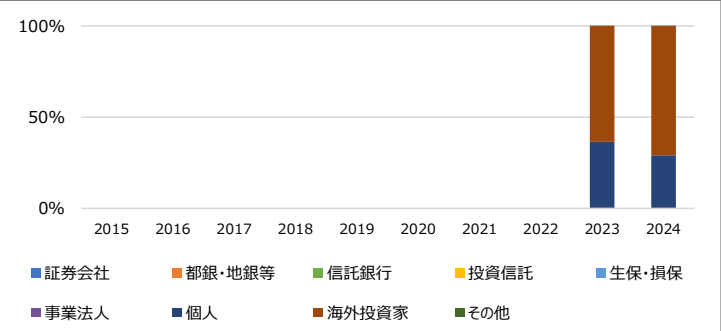 100%
50%
0%
2015 2016 2017 2018 2019 2020 2021 2022 2023 2024
証券会社 都銀・地銀等 信託銀行 投資信託 生保・損保
事業法人 個人 海外投資家 その他